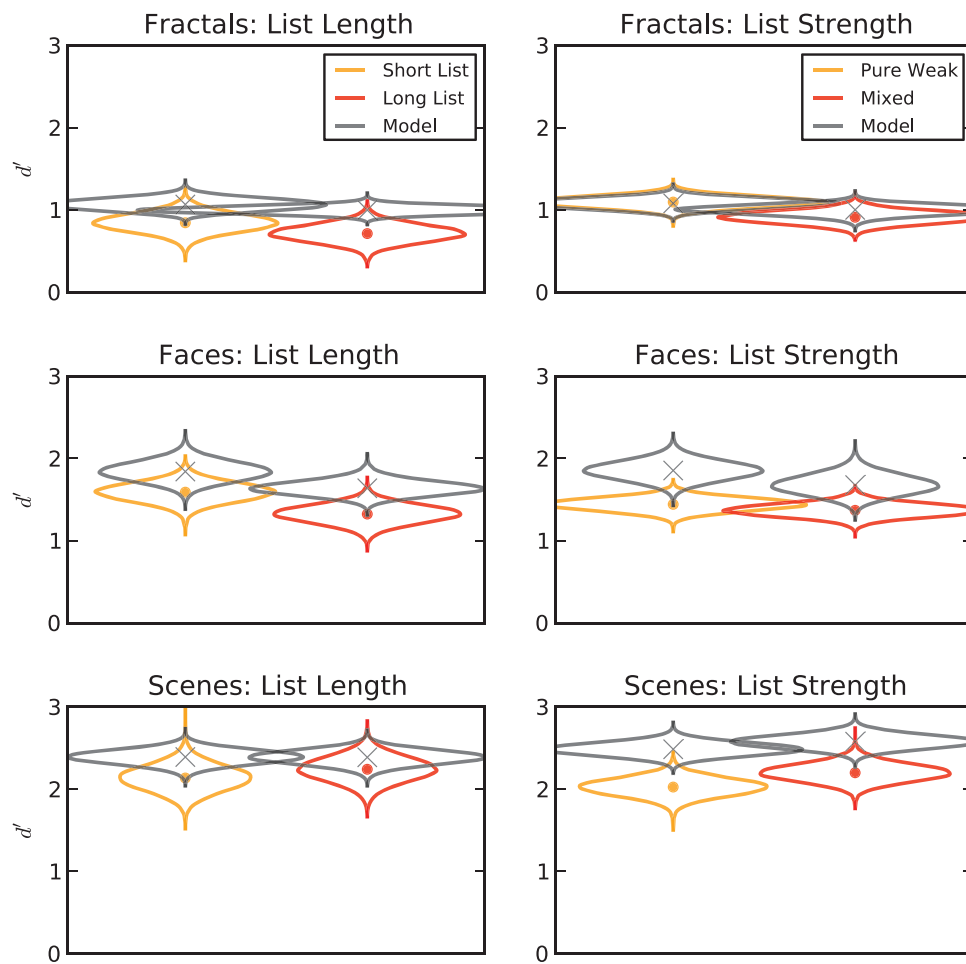 Fractals: List Length
Fractals: List Strength
3
2
1
0
d′
Short List
Long List
Model
3
2
1
0
Pure Weak
Mixed
Model
Faces: List Length
Faces: List Strength
3
2
1
0
d′
3
2
1
0
Scenes: List Length
Scenes: List Strength
3
2
1
0
d′
3
2
1
0